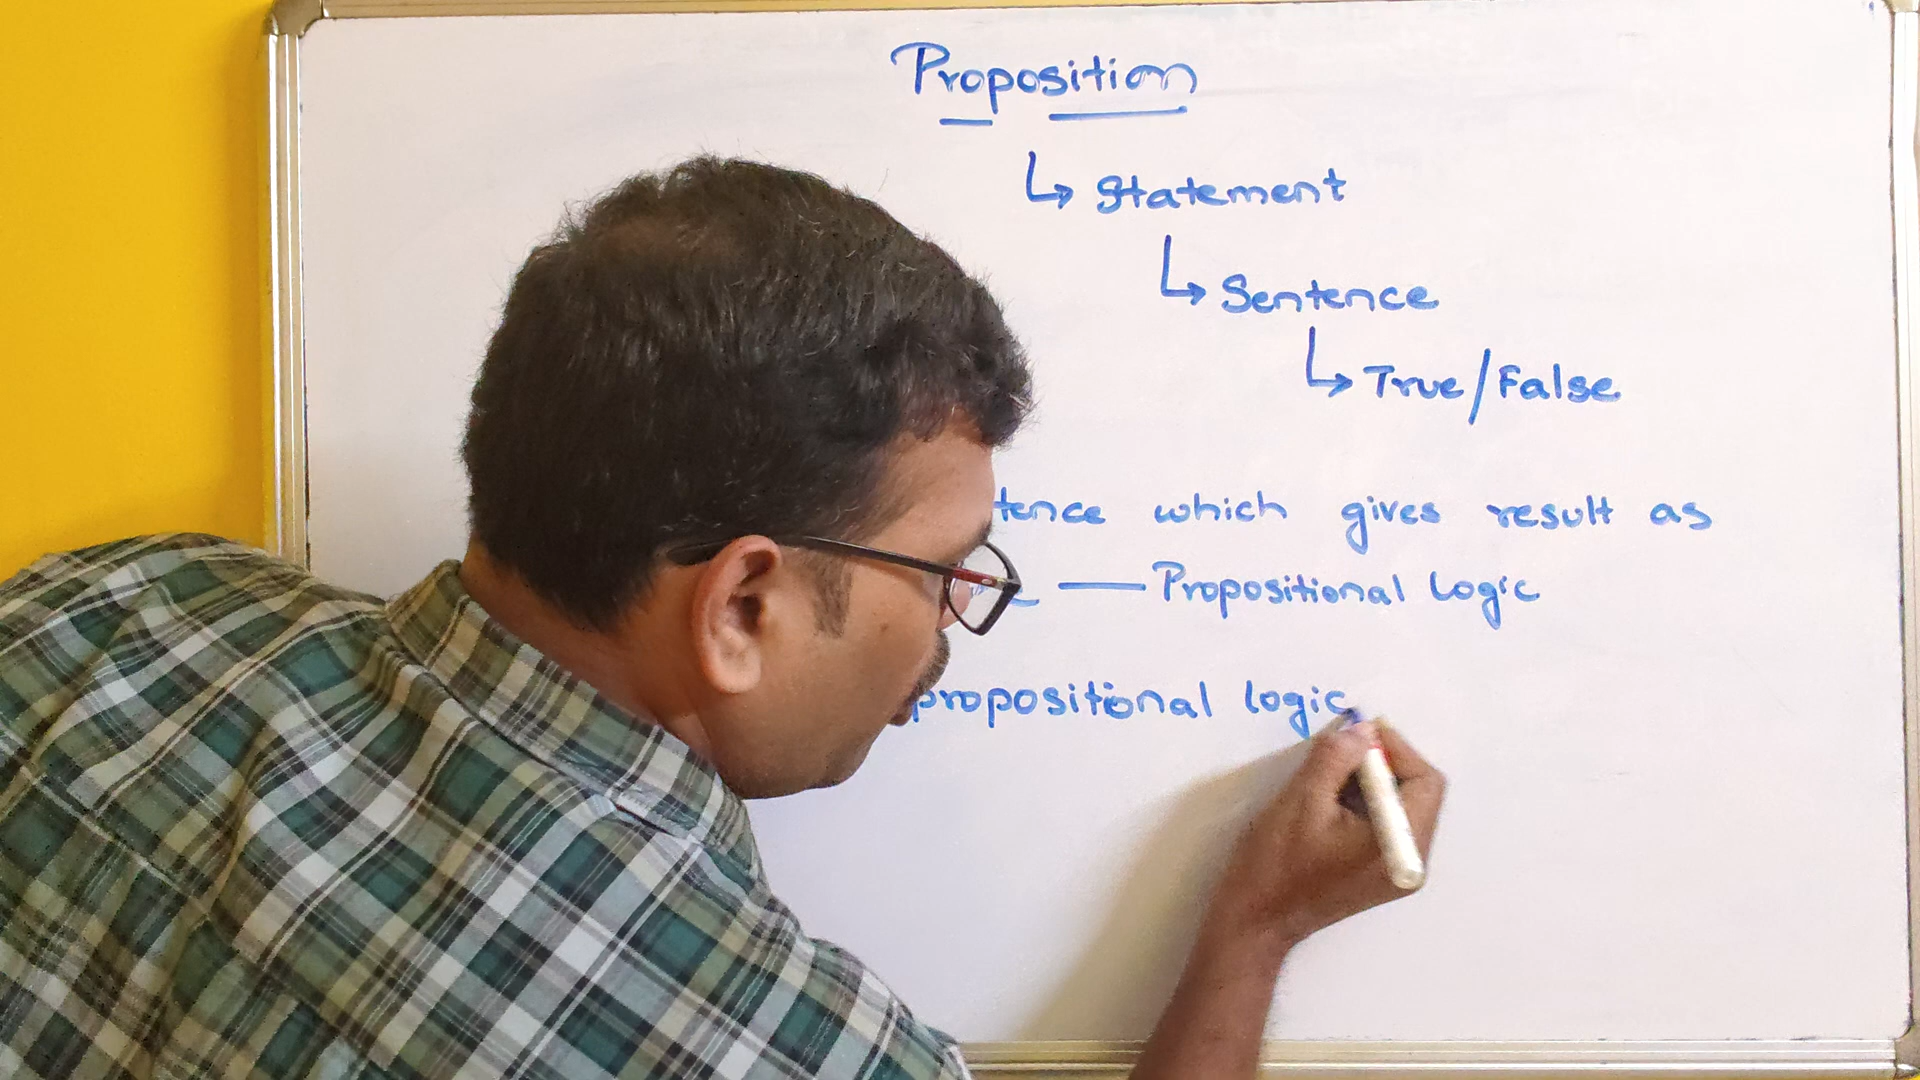 Proposition
↳ Statement
↳ Sentence
↳ True/False
tence which gives result as
— Propositional Logic
propositional logic